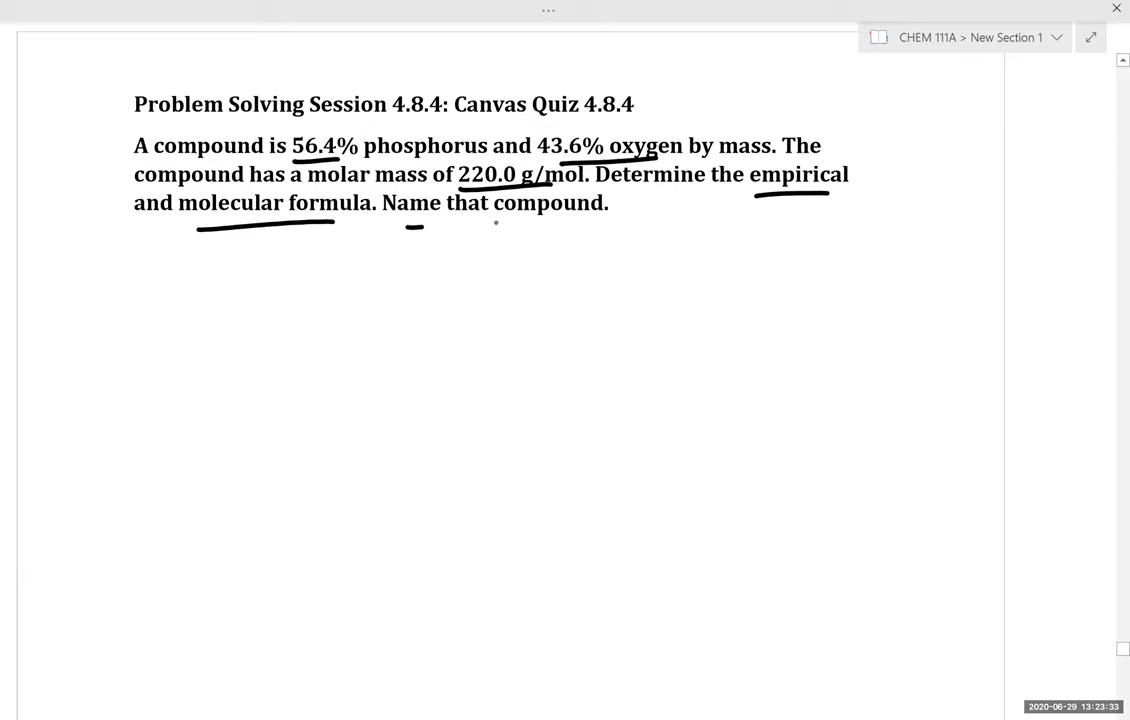 CHEM 111A > New Section 1
Problem Solving Session 4.8.4: Canvas Quiz 4.8.4
A compound is 56.4% phosphorus and 43.6% oxygen by mass. The
compound has a molar mass of 220.0 g/mol. Determine the empirical
and molecular formula. Name that compound.
2020-06-29 13:23:33